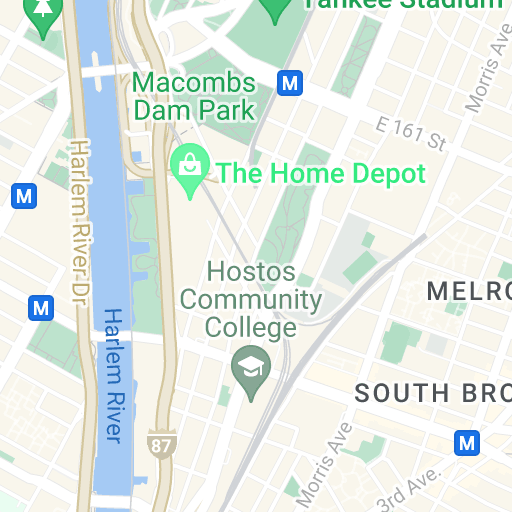 Yankee Stadium
Morris Ave
M
Macombs
Dam Park
E 161 St
The Home Depot
M
Harlem River Dr
Hostos
Community
College
MELRO
M
Harlem River
SOUTH BRO
87
M
Morris Ave
3rd Ave.